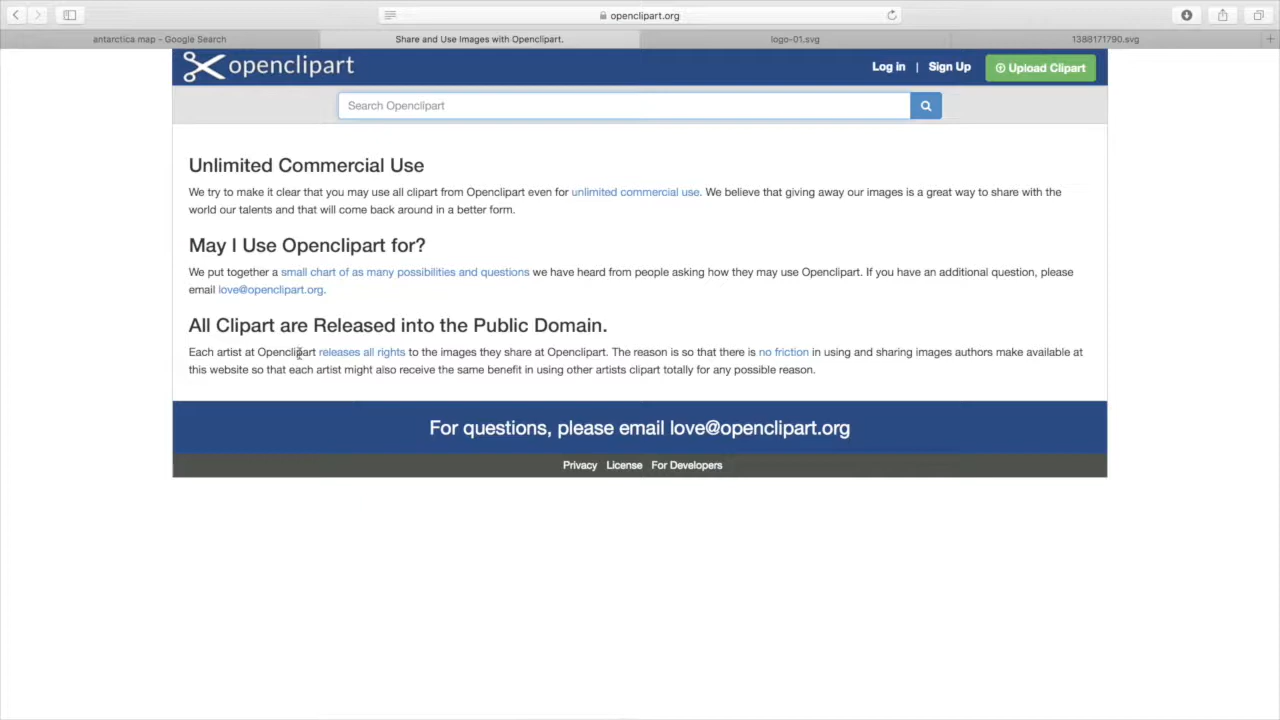 openclipart.org
antarctica map - Google Search
Share and Use Images with Openclipart.
logo-01.svg
1388171790.svg
openclipart
Log in | Sign Up
Upload Clipart
Search Openclipart
Unlimited Commercial Use
We try to make it clear that you may use all clipart from Openclipart even for unlimited commercial use. We believe that giving away our images is a great way to share with the
world our talents and that will come back around in a better form.
May I Use Openclipart for?
We put together a small chart of as many possibilities and questions we have heard from people asking how they may use Openclipart. If you have an additional question, please
email love@openclipart.org.
All Clipart are Released into the Public Domain.
Each artist at Openclipart releases all rights to the images they share at Openclipart. The reason is so that there is no friction in using and sharing images authors make available at
this website so that each artist might also receive the same benefit in using other artists clipart totally for any possible reason.
For questions, please email love@openclipart.org
Privacy License For Developers